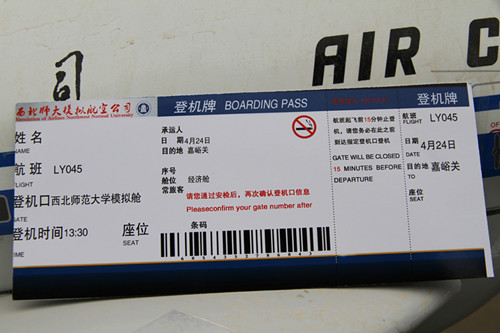 司
AIR C
西北师大模拟航空公司
Simulation of Airlines Northwest Normal University
登机牌 BOARDING PASS
姓名
NAME
航班 LY045
FLIGHT
登机口西北师范大学模拟舱
GATE
登机时间13:30
TIME
座位
SEAT
承运人
日期 4月24日
目的地 嘉峪关
序号
舱位 经济舱
常旅客
请您通过安检后，再次确认登机口信息
Pleaseconfirm your gate number after
条码
航班起飞前15分钟停止登
机，请您务必在此之前
到达指定登机口登机
GATE WILL BE CLOSED
15 MINUTES BEFORE
DEPARTURE
登机牌
航班 LY045
FLIGHT
日期 4月24日
DATE
目的地 嘉峪关
TO
座位
SEAT